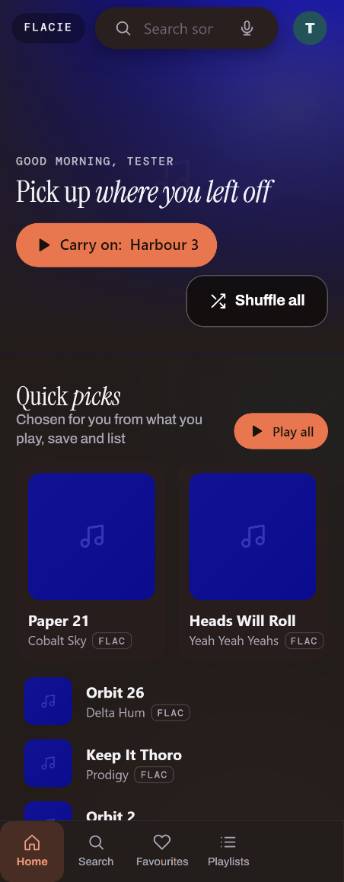 FLACIE
Search sor
T
GOOD MORNING, TESTER
Pick up where you left off
Carry on: Harbour 3
Shuffle all
Quick picks
Chosen for you from what you
play, save and list
Play all
Paper 21
Cobalt Sky FLAC
Heads Will Roll
Yeah Yeah Yeahs FLAC
Orbit 26
Delta Hum FLAC
Keep It Thoro
Prodigy FLAC
Orbit 2
Home
Search
Favourites
Playlists